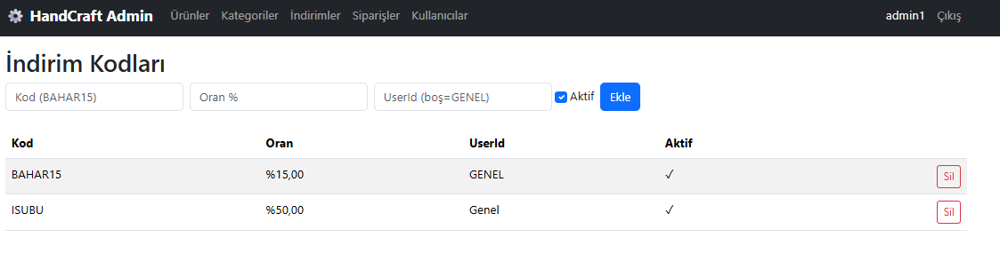 HandCraft Admin Ürünler Kategoriler İndirimler Siparişler Kullanıcılar admin1 Çıkış
İndirim Kodları
Kod (BAHAR15) Oran % UserId (boş=GENEL) Aktif Ekle
Kod Oran UserId Aktif
BAHAR15 %15,00 GENEL ✓ Sil
ISUBU %50,00 Genel ✓ Sil